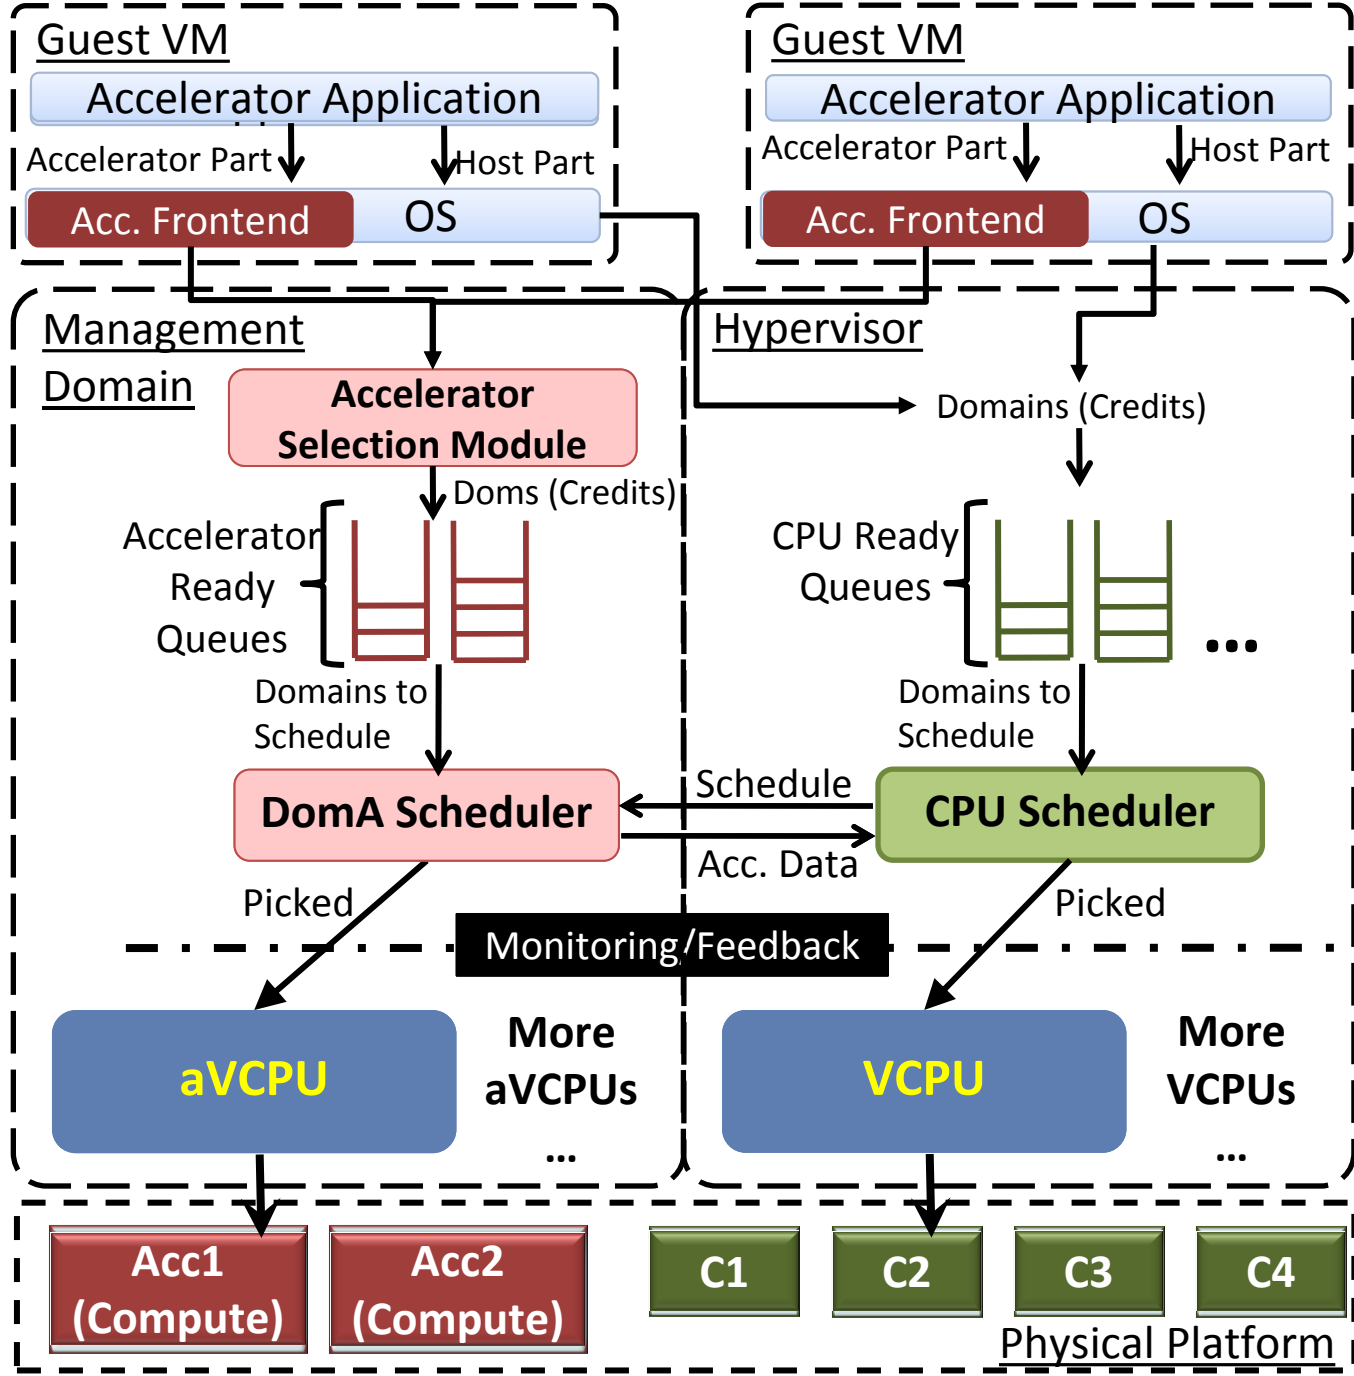 Guest VM
Accelerator Application
Accelerator Part
Host Part
Acc. Frontend
OS
Guest VM
Accelerator Application
Accelerator Part
Host Part
Acc. Frontend
OS
Management
Domain
Accelerator
Selection Module
Doms (Credits)
Accelerator
Ready
Queues
Domains to
Schedule
DomA Scheduler
Picked
aVCPU
More
aVCPUs
...
Hypervisor
Domains (Credits)
CPU Ready
Queues
...
Domains to
Schedule
Schedule
Acc. Data
CPU Scheduler
Picked
Monitoring/Feedback
VCPU
More
VCPUs
...
Acc1
(Compute)
Acc2
(Compute)
C1
C2
C3
C4
Physical Platform